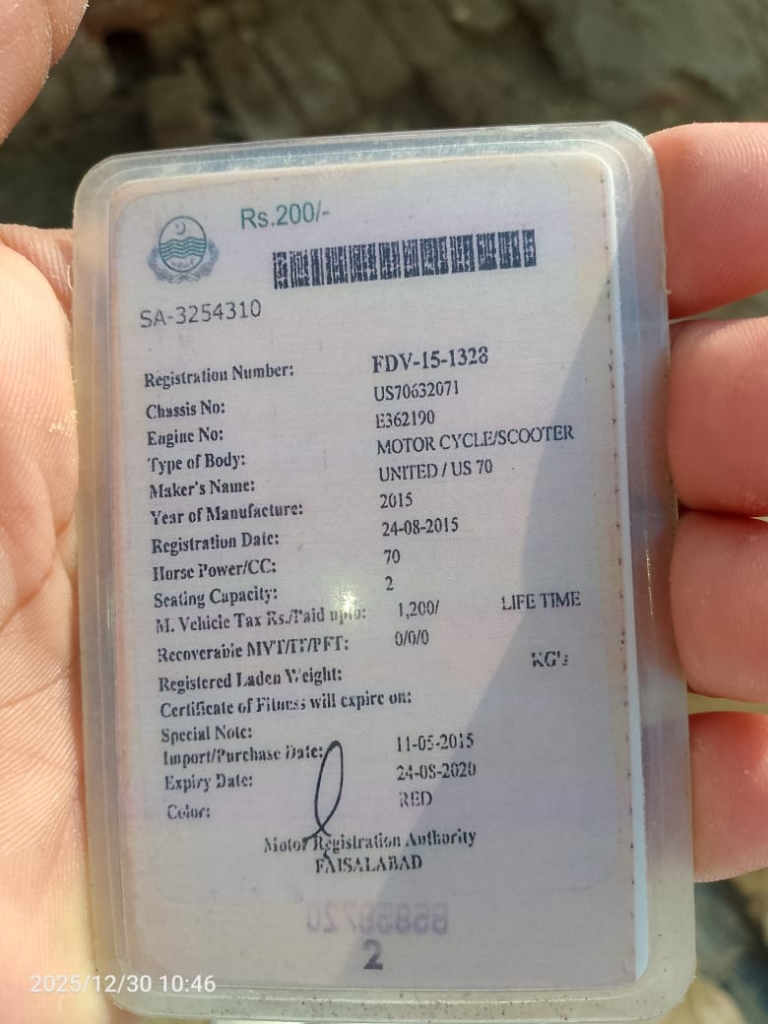 Rs.200/-
SA-3254310
Registration Number: FDV-15-1328
Chassis No: US70632071
Engine No: E362190
Type of Body: MOTOR CYCLE/SCOOTER
Maker's Name: UNITED / US 70
Year of Manufacture: 2015
Registration Date: 24-08-2015
Horse Power/CC: 70
Seating Capacity: 2
M. Vehicle Tax Rs./Paid upto: 1,200/ LIFE TIME
Recoverable MVT/IT/PFT: 0/0/0
Registered Laden Weight: KG's
Certificate of Fitness will expire on:
Special Note:
Import/Purchase Date: 11-05-2015
Expiry Date: 24-08-2020
Color: RED
Motor Registration Authority
FAISALABAD
2
2025/12/30 10:46